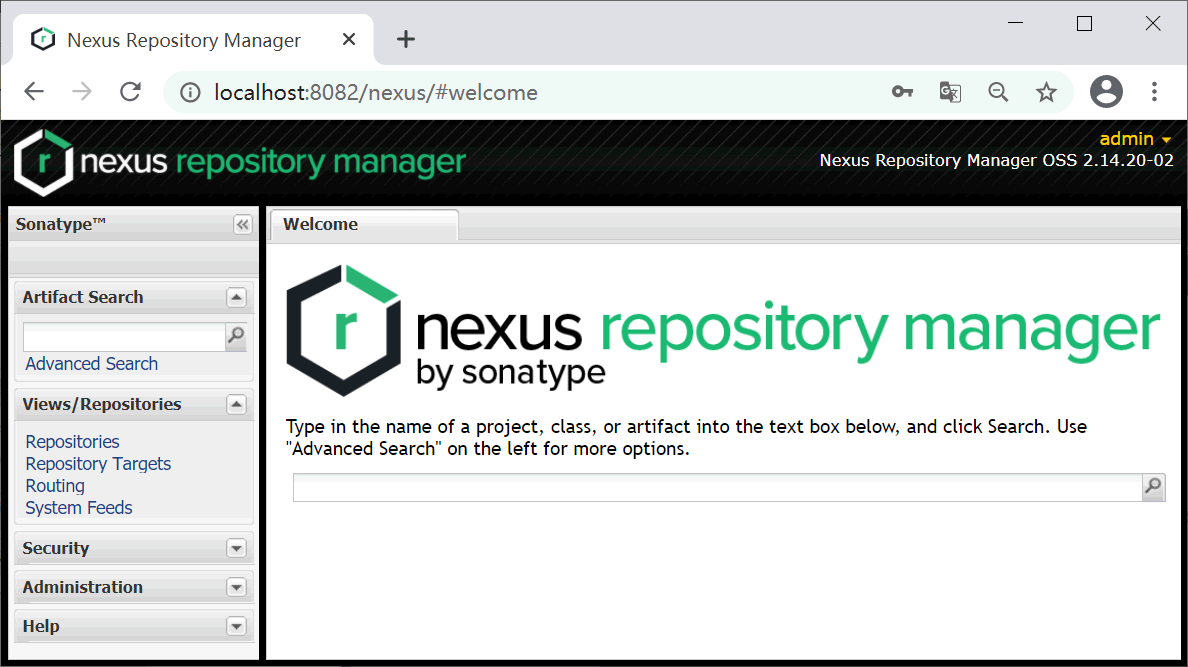 Nexus Repository Manager
localhost:8082/nexus/#welcome
r nexus repository manager
admin
Nexus Repository Manager OSS 2.14.20-02
Sonatype™
Welcome
Artifact Search
Advanced Search
Views/Repositories
Repositories
Repository Targets
Routing
System Feeds
Security
Administration
Help
r nexus repository manager
by sonatype
Type in the name of a project, class, or artifact into the text box below, and click Search. Use
"Advanced Search" on the left for more options.